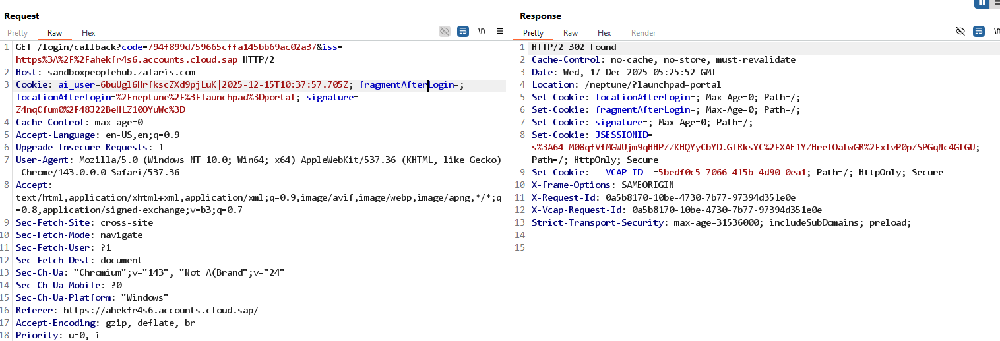 Request
Pretty Raw Hex
\n
1 GET /login/callback?code=794f899d759665cffa145bb69ac02a37&iss=
https%3A%2F%2Fahekfr4s6.accounts.cloud.sap HTTP/2
2 Host: sandboxpeoplehub.zalaris.com
3 Cookie: ai_user=6buUgl6HrfkscZXd9pjLuK|2025-12-15T10:37:57.705Z; fragmentAfterLogin=;
locationAfterLogin=%2Fneptune%2F%3Flaunchpad%3Dportal; signature=
Z4nqCfum0%2F48J22BeHLZ10OYuWc%3D
4 Cache-Control: max-age=0
5 Accept-Language: en-US,en;q=0.9
6 Upgrade-Insecure-Requests: 1
7 User-Agent: Mozilla/5.0 (Windows NT 10.0; Win64; x64) AppleWebKit/537.36 (KHTML, like Gecko)
Chrome/143.0.0.0 Safari/537.36
8 Accept:
text/html,application/xhtml+xml,application/xml;q=0.9,image/avif,image/webp,image/apng,*/*;q
=0.8,application/signed-exchange;v=b3;q=0.7
9 Sec-Fetch-Site: cross-site
10 Sec-Fetch-Mode: navigate
11 Sec-Fetch-User: ?1
12 Sec-Fetch-Dest: document
13 Sec-Ch-Ua: "Chromium";v="143", "Not A(Brand";v="24"
14 Sec-Ch-Ua-Mobile: ?0
15 Sec-Ch-Ua-Platform: "Windows"
16 Referer: https://ahekfr4s6.accounts.cloud.sap/
17 Accept-Encoding: gzip, deflate, br
18 Priority: u=0, i
Response
Pretty Raw Hex Render
\n
1 HTTP/2 302 Found
2 Cache-Control: no-cache, no-store, must-revalidate
3 Date: Wed, 17 Dec 2025 05:25:52 GMT
4 Location: /neptune/?launchpad=portal
5 Set-Cookie: locationAfterLogin=; Max-Age=0; Path=/;
6 Set-Cookie: fragmentAfterLogin=; Max-Age=0; Path=/;
7 Set-Cookie: signature=; Max-Age=0; Path=/;
8 Set-Cookie: JSESSIONID=
s%3A64_M08qfVfMGWUjm9qHHPZZKHQYyCbYD.GLRksYC%2FXAE1YZHreIOaLwGR%2FxIvP0pZSPGqNc4GLGU;
Path=/; HttpOnly; Secure
9 Set-Cookie: __VCAP_ID__=5bedf0c5-7066-415b-4d90-0ea1; Path=/; HttpOnly; Secure
10 X-Frame-Options: SAMEORIGIN
11 X-Request-Id: 0a5b8170-10be-4730-7b77-97394d351e0e
12 X-Vcap-Request-Id: 0a5b8170-10be-4730-7b77-97394d351e0e
13 Strict-Transport-Security: max-age=31536000; includeSubDomains; preload;
14
15